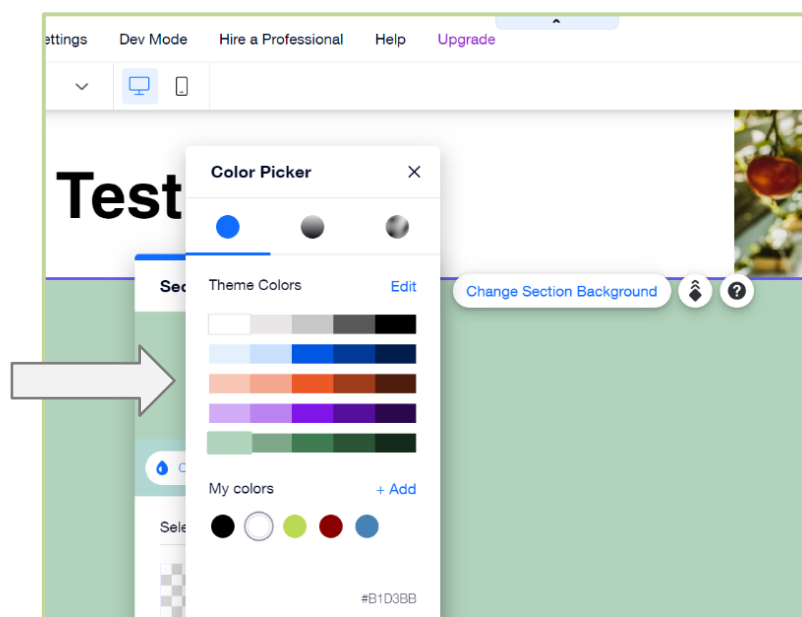 Dev Mode Hire a Professional Help Upgrade
Test
Color Picker
Theme Colors Edit
Change Section Background
?
My colors + Add
#B1D3BB